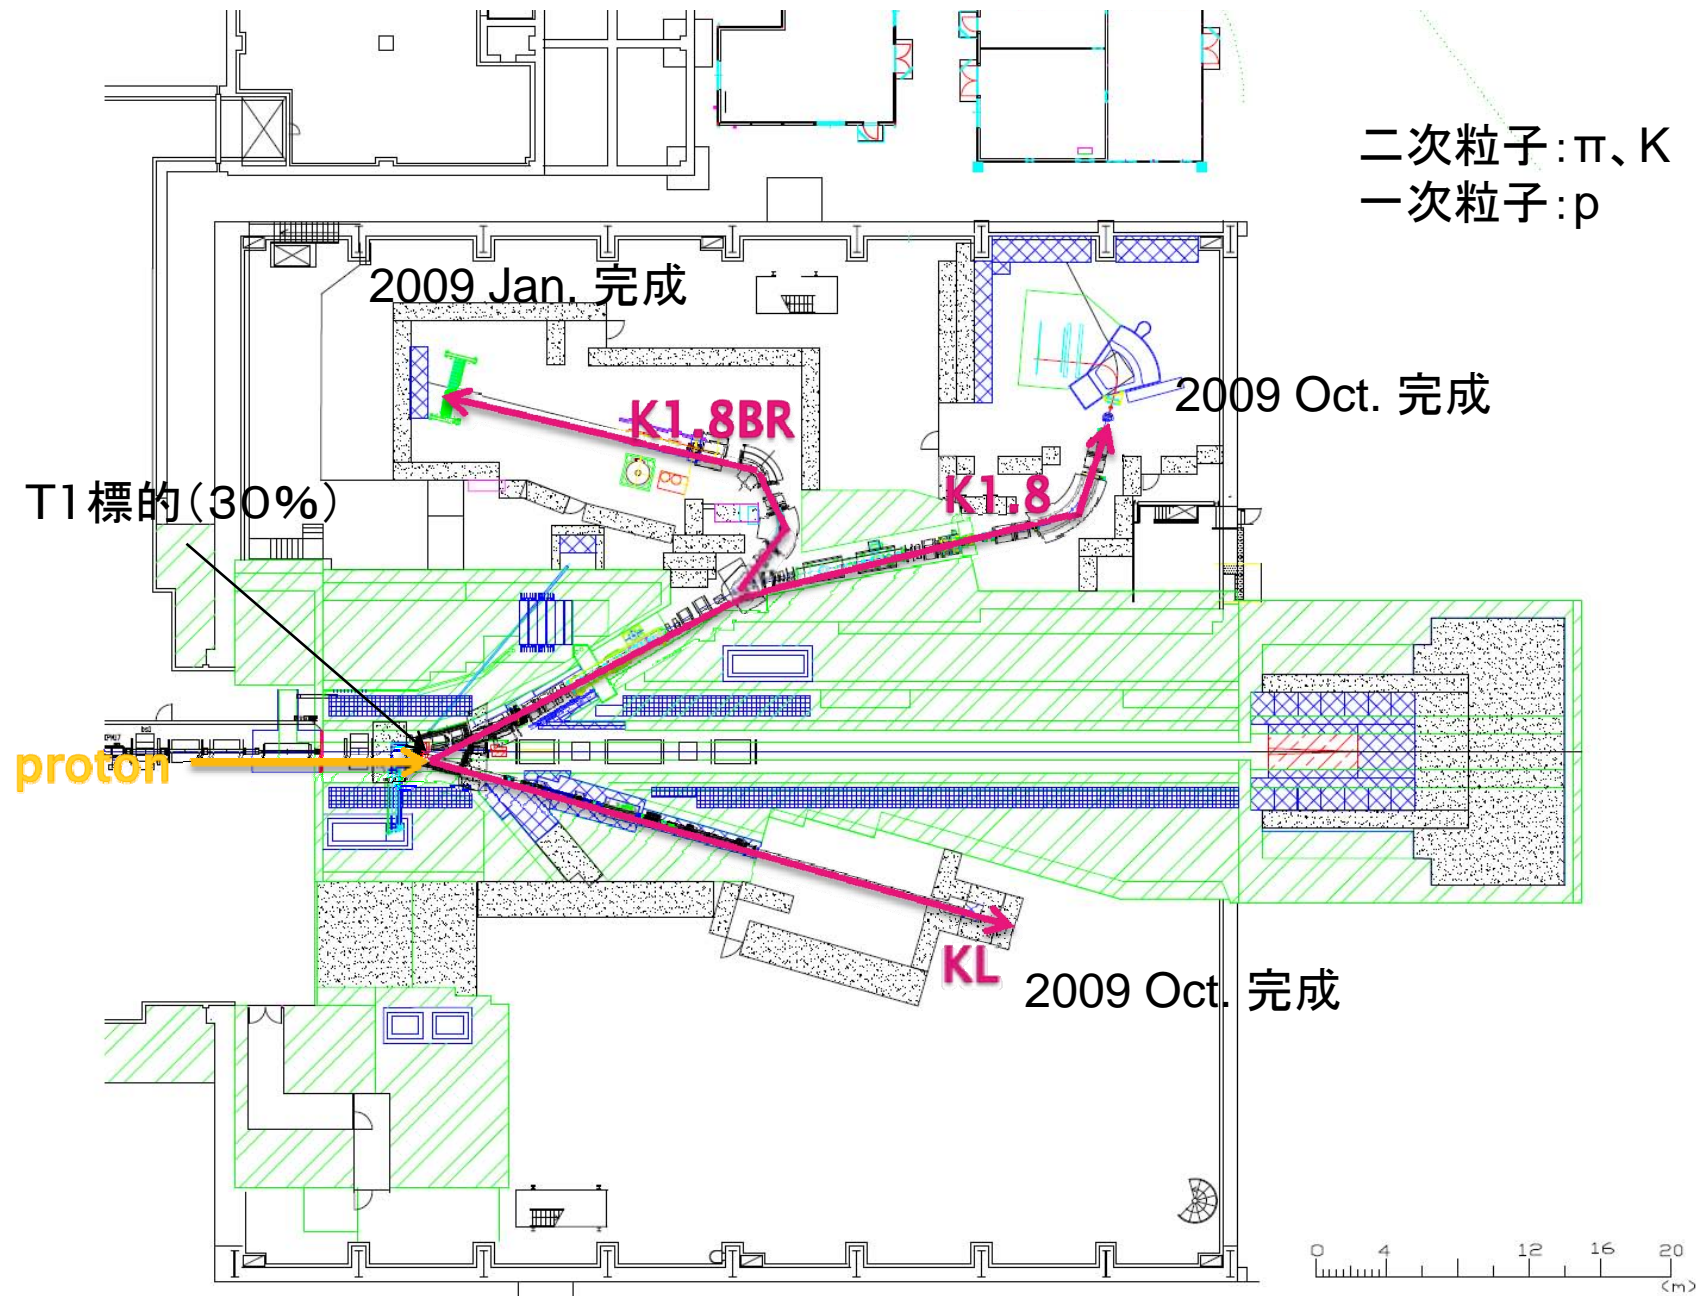 二次粒子:π、K
一次粒子:p
2009 Jan. 完成
2009 Oct. 完成
K1.8BR
K1.8
T1標的(30%)
proton
KL
2009 Oct. 完成
0 4 12 16 20
(m)